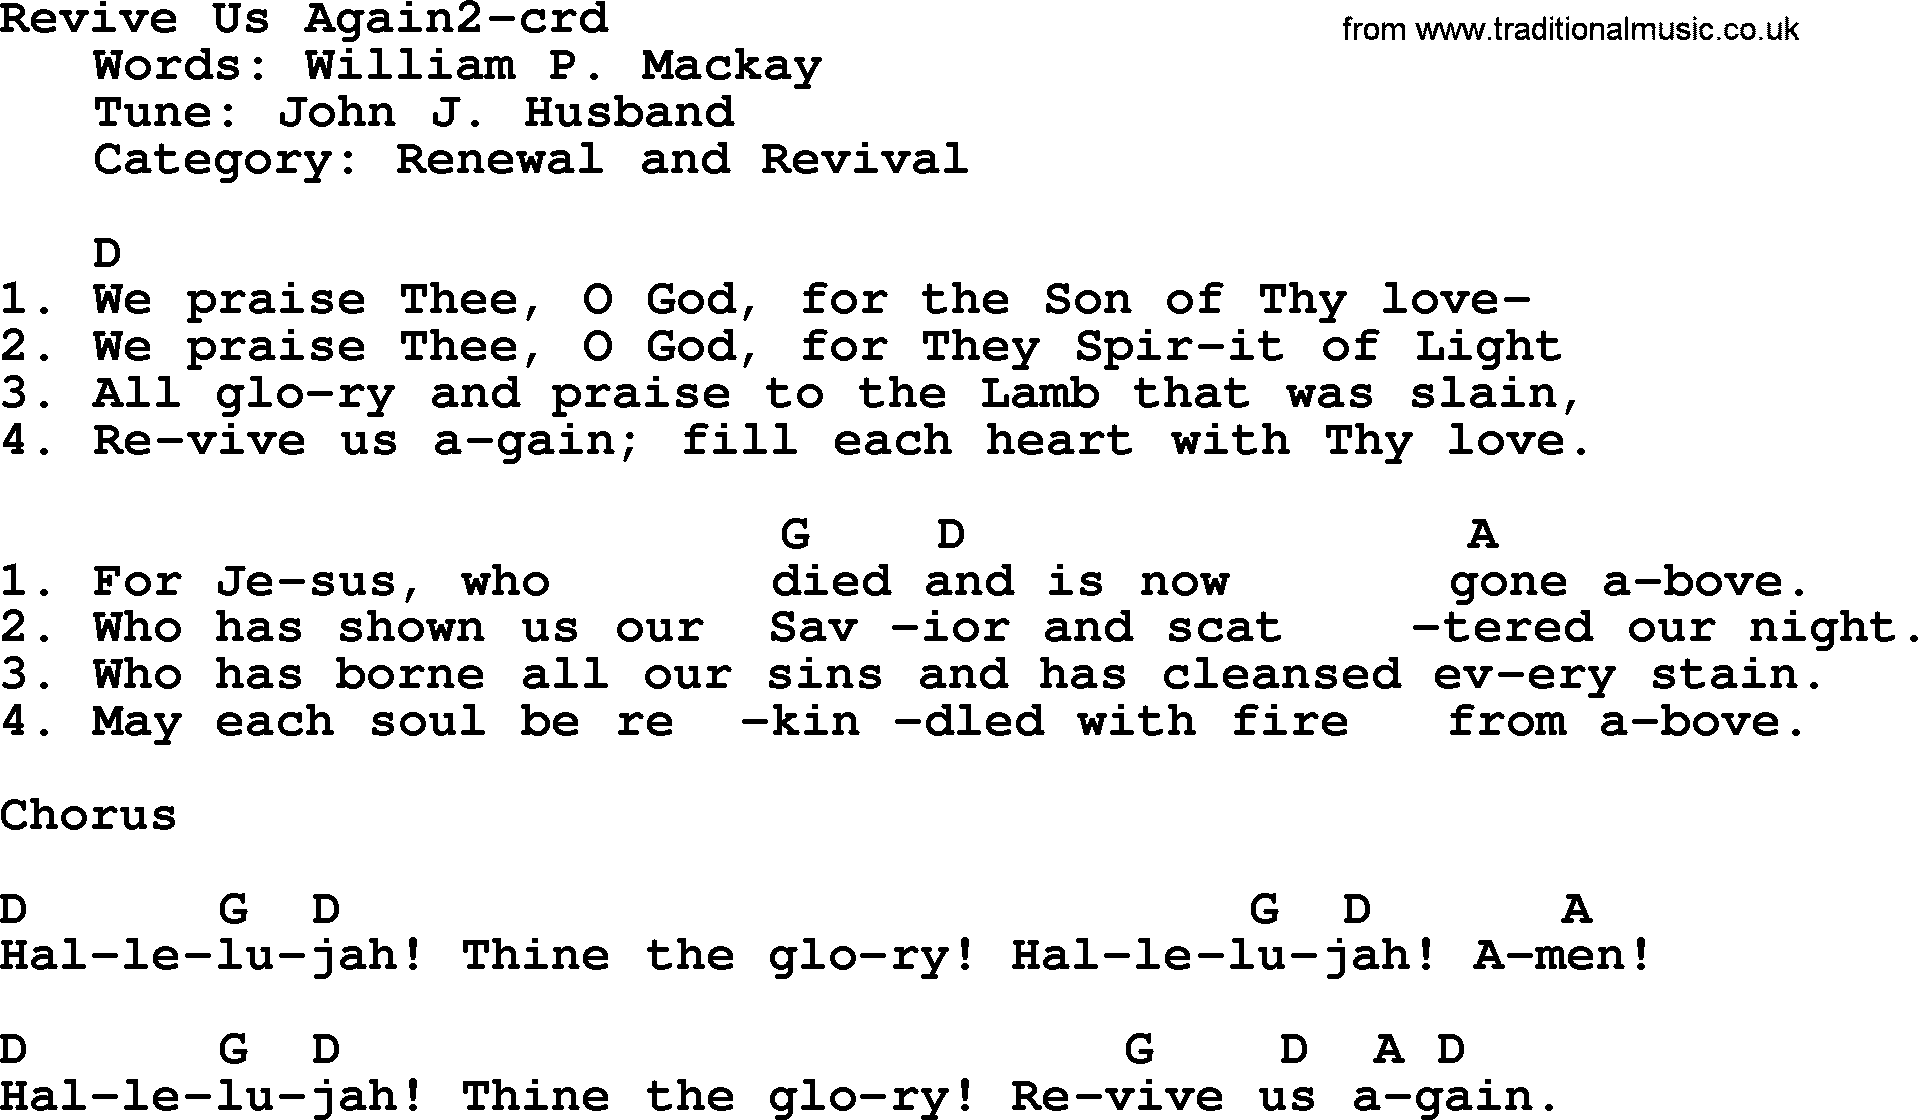 Revive Us Again2-crd from www.traditionalmusic.co.uk
Words: William P. Mackay
Tune: John J. Husband
Category: Renewal and Revival
D
1. We praise Thee, O God, for the Son of Thy love-
2. We praise Thee, O God, for They Spir-it of Light
3. All glo-ry and praise to the Lamb that was slain,
4. Re-vive us a-gain; fill each heart with Thy love.
G D A
1. For Je-sus, who died and is now gone a-bove.
2. Who has shown us our Sav -ior and scat -tered our night.
3. Who has borne all our sins and has cleansed ev-ery stain.
4. May each soul be re -kin -dled with fire from a-bove.
Chorus
D G D G D A
Hal-le-lu-jah! Thine the glo-ry! Hal-le-lu-jah! A-men!
D G D G D A D
Hal-le-lu-jah! Thine the glo-ry! Re-vive us a-gain.